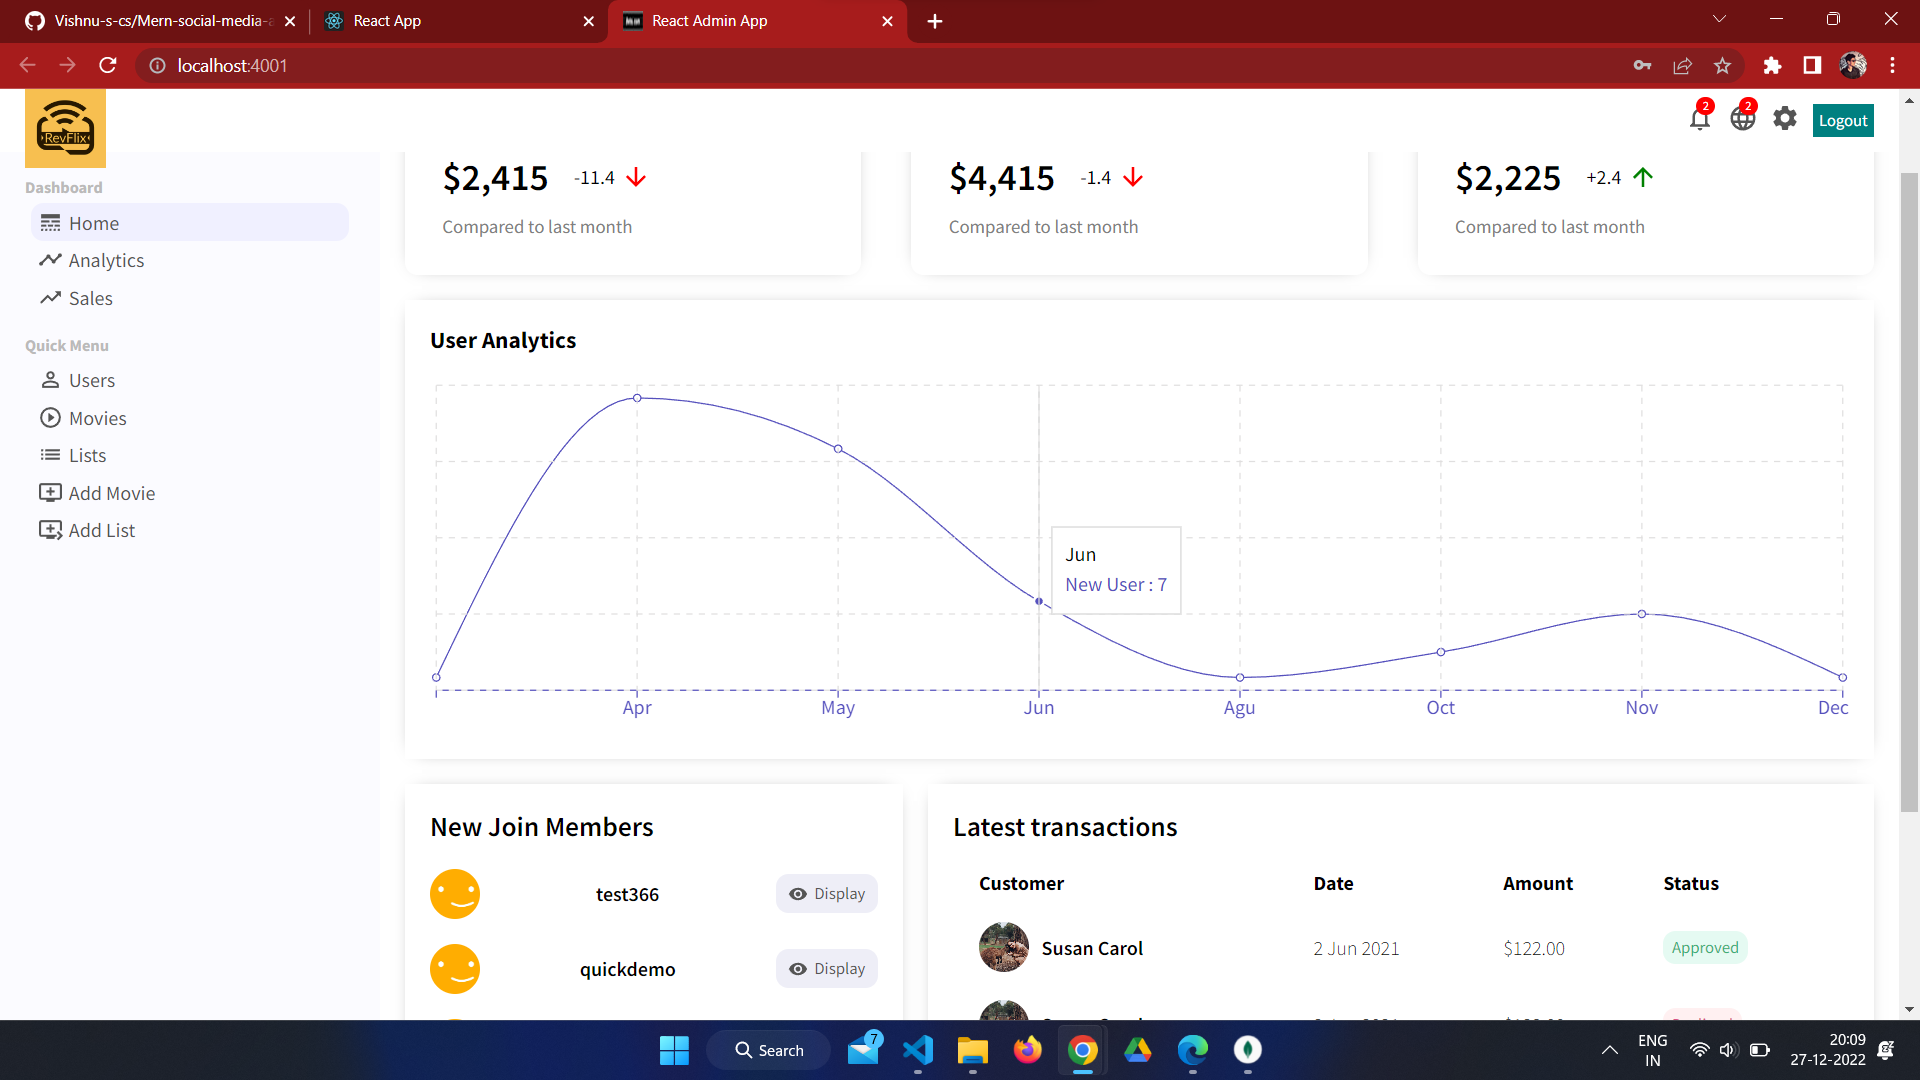 Vishnu-s-cs/Mern-social-media-a
React App
React Admin App
localhost:4001
RevFlix
2
2
Logout
Dashboard
Home
Analytics
Sales
Quick Menu
Users
Movies
Lists
Add Movie
Add List
$2,415 -11.4
Compared to last month
$4,415 -1.4
Compared to last month
$2,225 +2.4
Compared to last month
User Analytics
Jun
New User : 7
Apr May Jun Agu Oct Nov Dec
New Join Members
test366 Display
quickdemo Display
Latest transactions
Customer Date Amount Status
Susan Carol 2 Jun 2021 $122.00 Approved
Search
7
ENG
IN
20:09
27-12-2022